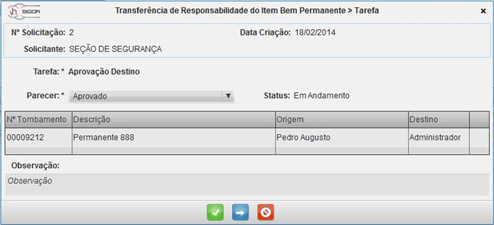 SIGOR
Transferência de Responsabilidade do Item Bem Permanente > Tarefa
Nº Solicitação: 2 Data Criação: 18/02/2014
Solicitante: SEÇÃO DE SEGURANÇA
Tarefa: * Aprovação Destino
Parecer: * Aprovado Status: Em Andamento
Nº Tombamento Descrição Origem Destino
00009212 Permanente 888 Pedro Augusto Administrador
Observação:
Observação